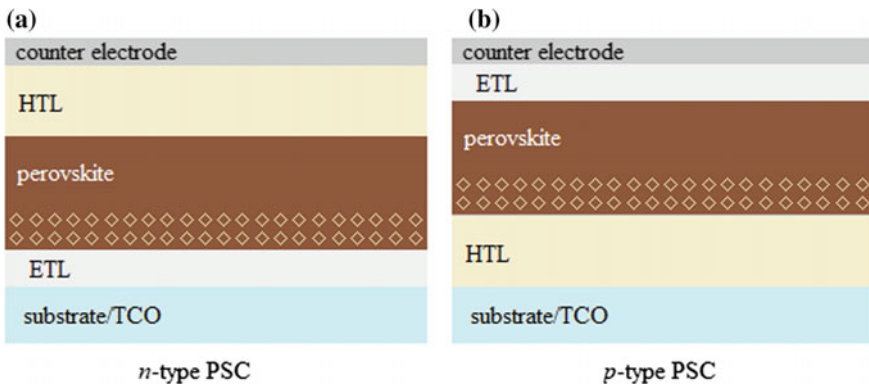 (a)
counter electrode
HTL
perovskite
ETL
substrate/TCO
n-type PSC
(b)
counter electrode
ETL
perovskite
HTL
substrate/TCO
p-type PSC